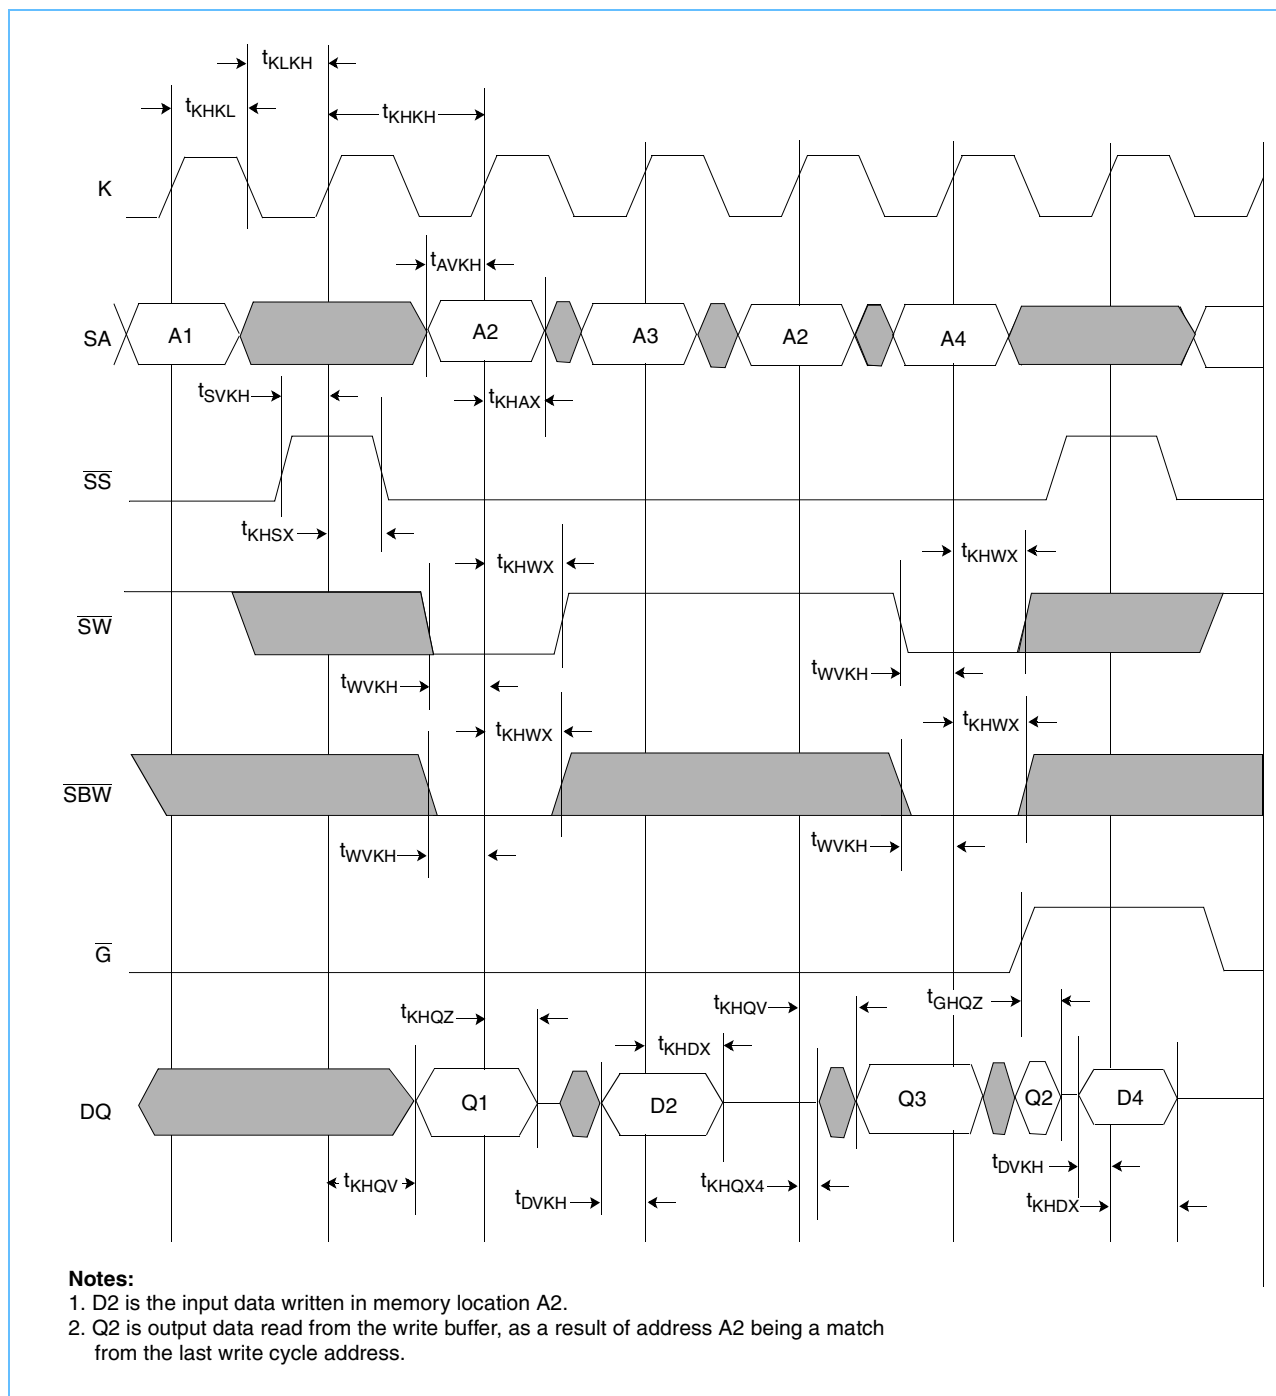 tKLKH
tKHKL
tKHKH
K
tAVKH
SA
A1
A2
A3
A2
A4
tSVKH
tKHAX
SS
tKHSX
tKHWX
tKHWX
SW
tWVKH
tWVKH
tKHWX
tKHWX
SBW
tWVKH
tWVKH
G
tKHQZ
tKHQV
tGHQZ
tKHDX
DQ
Q1
D2
Q3
Q2
D4
tKHQV
tDVKH
tKHQX4
tDVKH
tKHDX
Notes:
1. D2 is the input data written in memory location A2.
2. Q2 is output data read from the write buffer, as a result of address A2 being a match
from the last write cycle address.